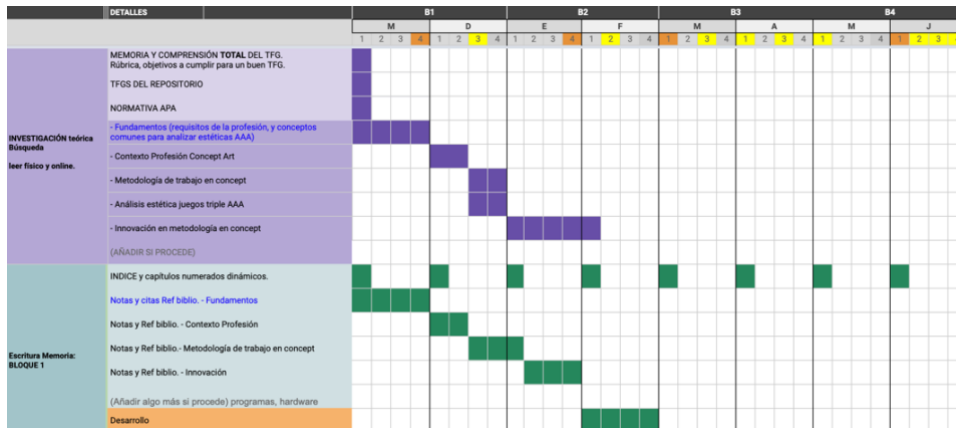 DETALLES B1 B2 B3 B4
M D E F M A M J
1 2 3 4 1 2 3 4 1 2 3 4 1 2 3 4 1 2 3 4 1 2 3 4 1 2 3 4 1 2 3
MEMORIA Y COMPRENSIÓN TOTAL DEL TFG.
Rúbrica, objetivos a cumplir para un buen TFG.
TFGS DEL REPOSITORIO
NORMATIVA APA
INVESTIGACIÓN teórica
Búsqueda
leer físico y online.
- Fundamentos (requisitos de la profesión, y conceptos
comunes para analizar estéticas AAA)
- Contexto Profesión Concept Art
- Metodología de trabajo en concept
- Análisis estética juegos triple AAA
- Innovación en metodología en concept
(AÑADIR SI PROCEDE)
Escritura Memoria:
BLOQUE 1
INDICE y capítulos numerados dinámicos.
Notas y citas Ref biblio. - Fundamentos
Notas y Ref biblio. - Contexto Profesión
Notas y Ref biblio.- Metodología de trabajo en concept
Notas y Ref biblio. - Innovación
(Añadir algo más si procede) programas, hardware
Desarrollo